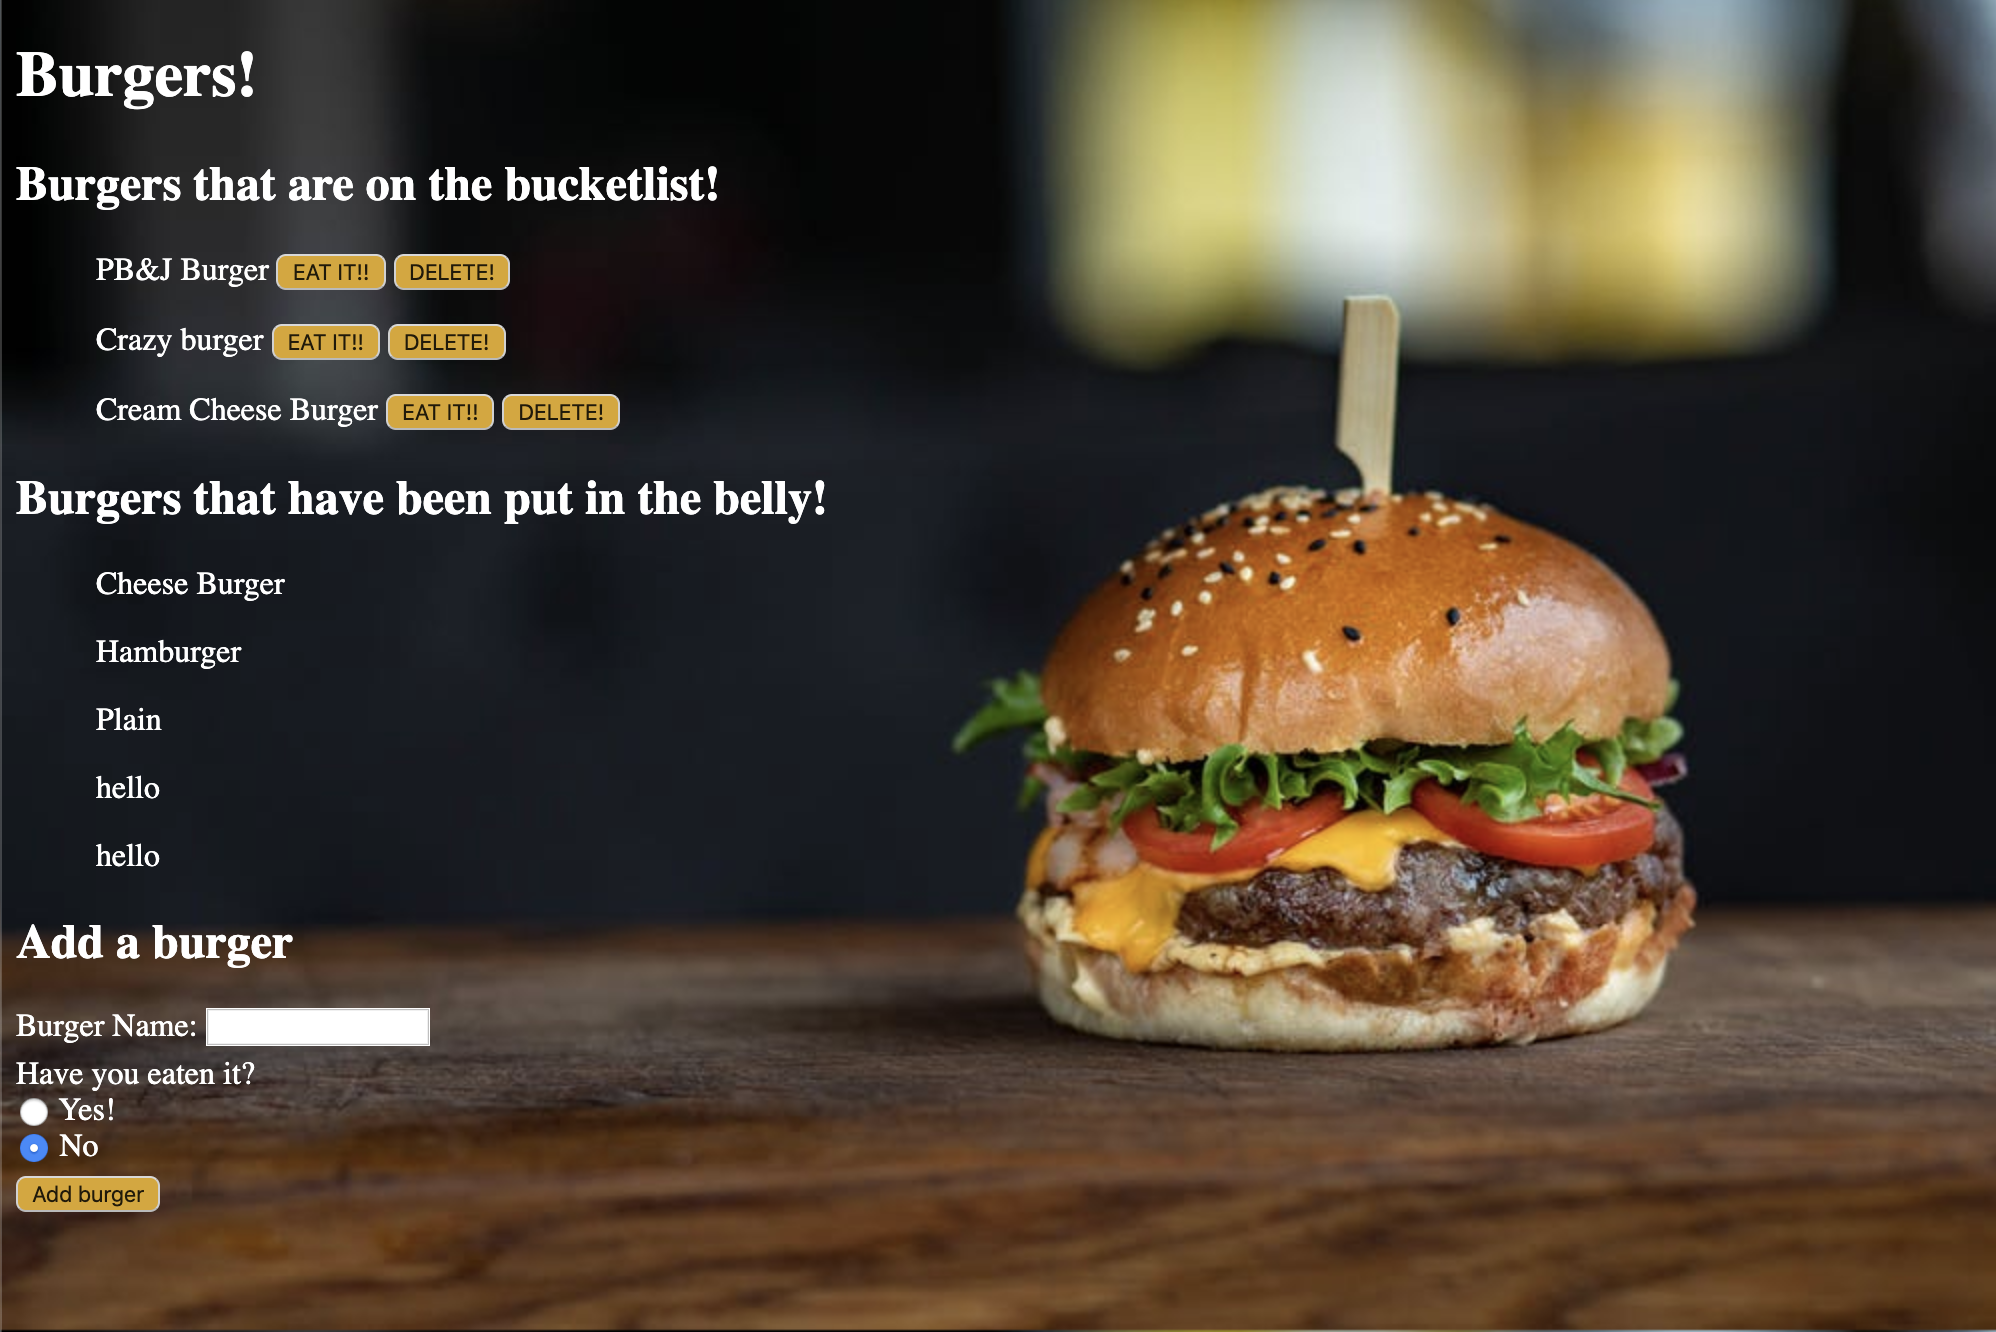 Burgers!
Burgers that are on the bucketlist!
PB&J Burger EAT IT!! DELETE!
Crazy burger EAT IT!! DELETE!
Cream Cheese Burger EAT IT!! DELETE!
Burgers that have been put in the belly!
Cheese Burger
Hamburger
Plain
hello
hello
Add a burger
Burger Name:
Have you eaten it?
Yes!
No
Add burger